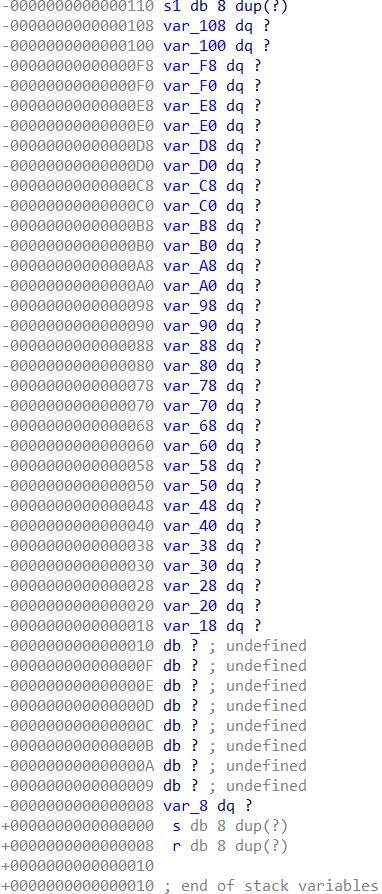 -0000000000000110 s1 db 8 dup(?)
-0000000000000108 var_108 dq ?
-0000000000000100 var_100 dq ?
-00000000000000F8 var_F8 dq ?
-00000000000000F0 var_F0 dq ?
-00000000000000E8 var_E8 dq ?
-00000000000000E0 var_E0 dq ?
-00000000000000D8 var_D8 dq ?
-00000000000000D0 var_D0 dq ?
-00000000000000C8 var_C8 dq ?
-00000000000000C0 var_C0 dq ?
-00000000000000B8 var_B8 dq ?
-00000000000000B0 var_B0 dq ?
-00000000000000A8 var_A8 dq ?
-00000000000000A0 var_A0 dq ?
-0000000000000098 var_98 dq ?
-0000000000000090 var_90 dq ?
-0000000000000088 var_88 dq ?
-0000000000000080 var_80 dq ?
-0000000000000078 var_78 dq ?
-0000000000000070 var_70 dq ?
-0000000000000068 var_68 dq ?
-0000000000000060 var_60 dq ?
-0000000000000058 var_58 dq ?
-0000000000000050 var_50 dq ?
-0000000000000048 var_48 dq ?
-0000000000000040 var_40 dq ?
-0000000000000038 var_38 dq ?
-0000000000000030 var_30 dq ?
-0000000000000028 var_28 dq ?
-0000000000000020 var_20 dq ?
-0000000000000018 var_18 dq ?
-0000000000000010 db ? ; undefined
-000000000000000F db ? ; undefined
-000000000000000E db ? ; undefined
-000000000000000D db ? ; undefined
-000000000000000C db ? ; undefined
-000000000000000B db ? ; undefined
-000000000000000A db ? ; undefined
-0000000000000009 db ? ; undefined
-0000000000000008 var_8 dq ?
+0000000000000000  s db 8 dup(?)
+0000000000000008  r db 8 dup(?)
+0000000000000010
+0000000000000010 ; end of stack variables